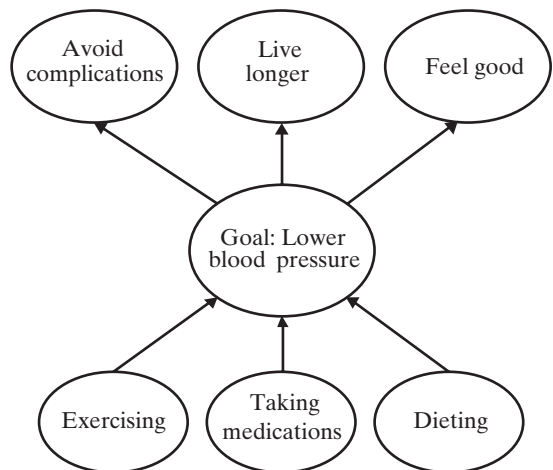 Avoid
complications
Live
longer
Feel good
Goal: Lower
blood pressure
Exercising
Taking
medications
Dieting